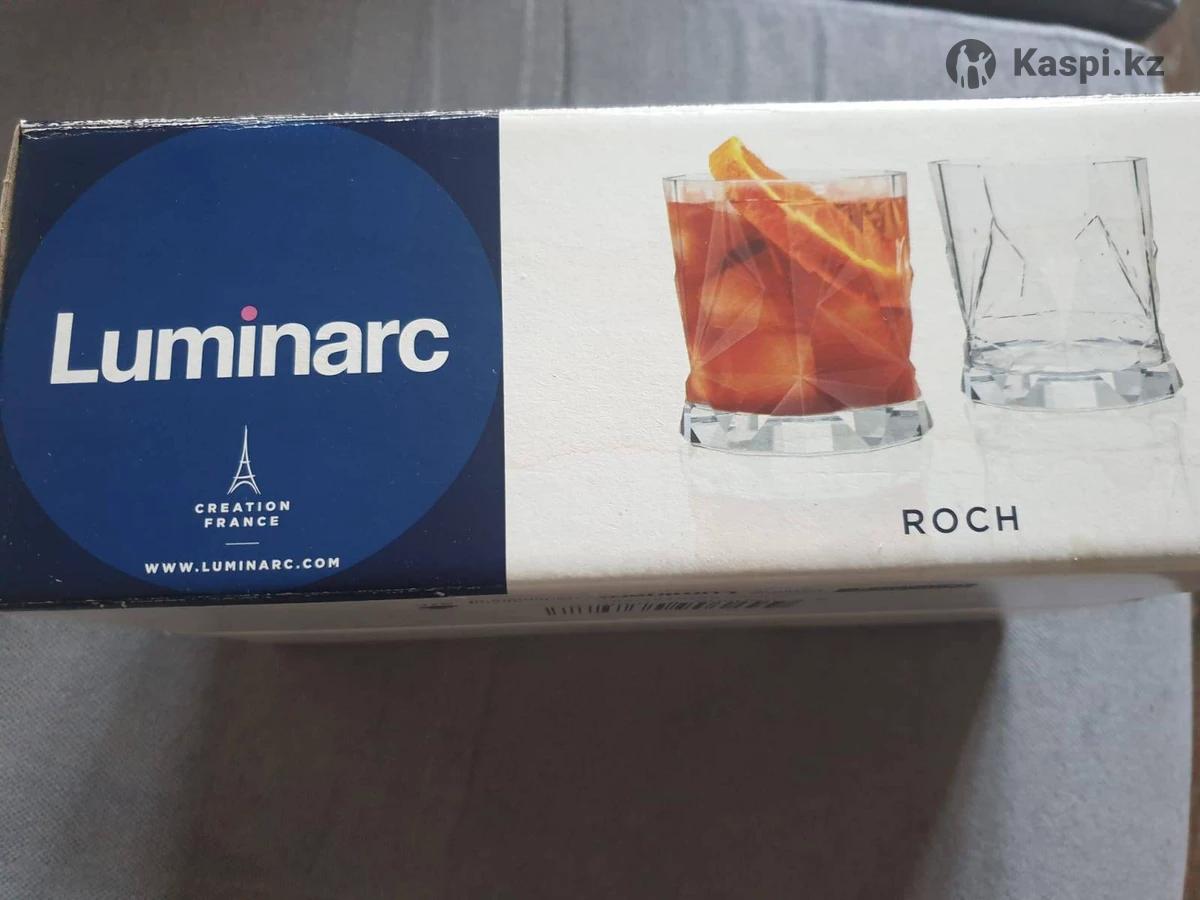 Kaspi.kz
Luminarc
CREATION
FRANCE
WWW.LUMINARC.COM
ROCH